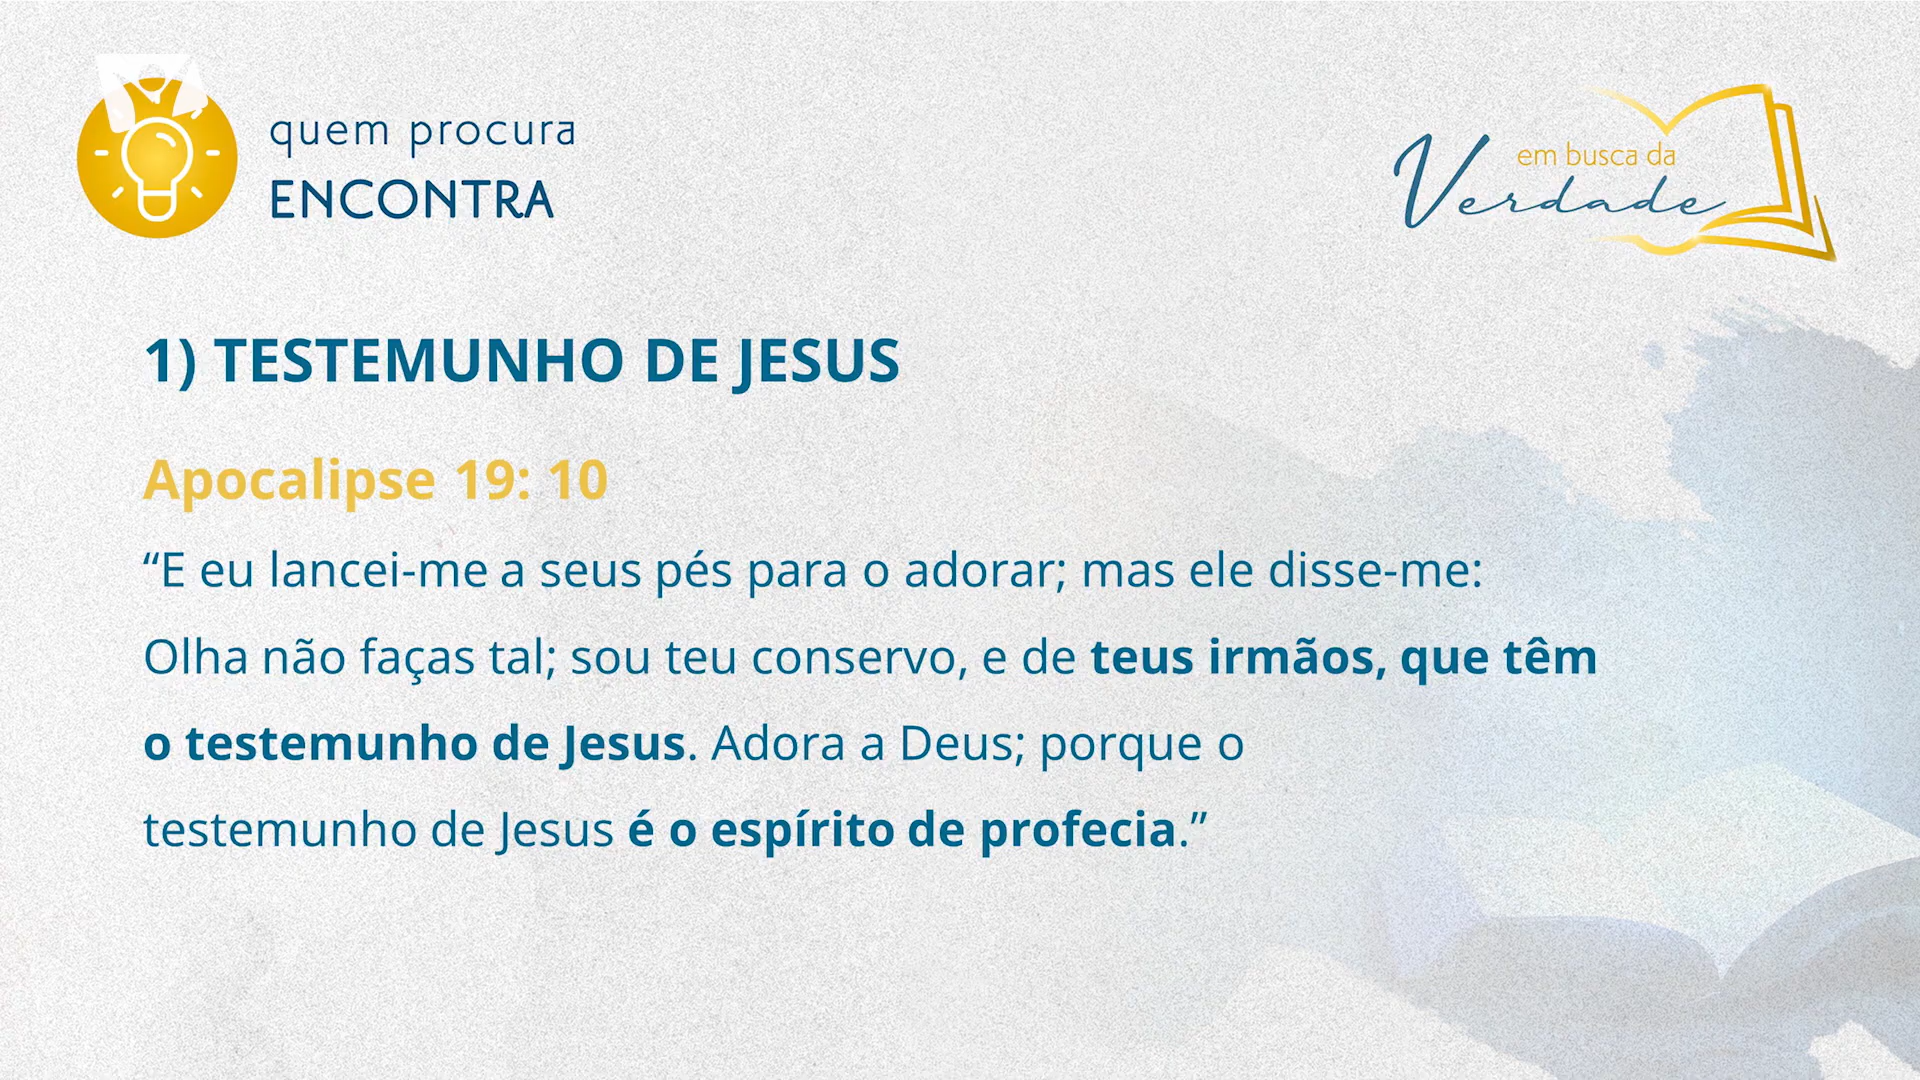 quem procura
ENCONTRA
em busca da
Verdade
1) TESTEMUNHO DE JESUS
Apocalipse 19: 10
“E eu lancei-me a seus pés para o adorar; mas ele disse-me:
Olha não faças tal; sou teu conservo, e de teus irmãos, que têm
o testemunho de Jesus. Adora a Deus; porque o
testemunho de Jesus é o espírito de profecia.”